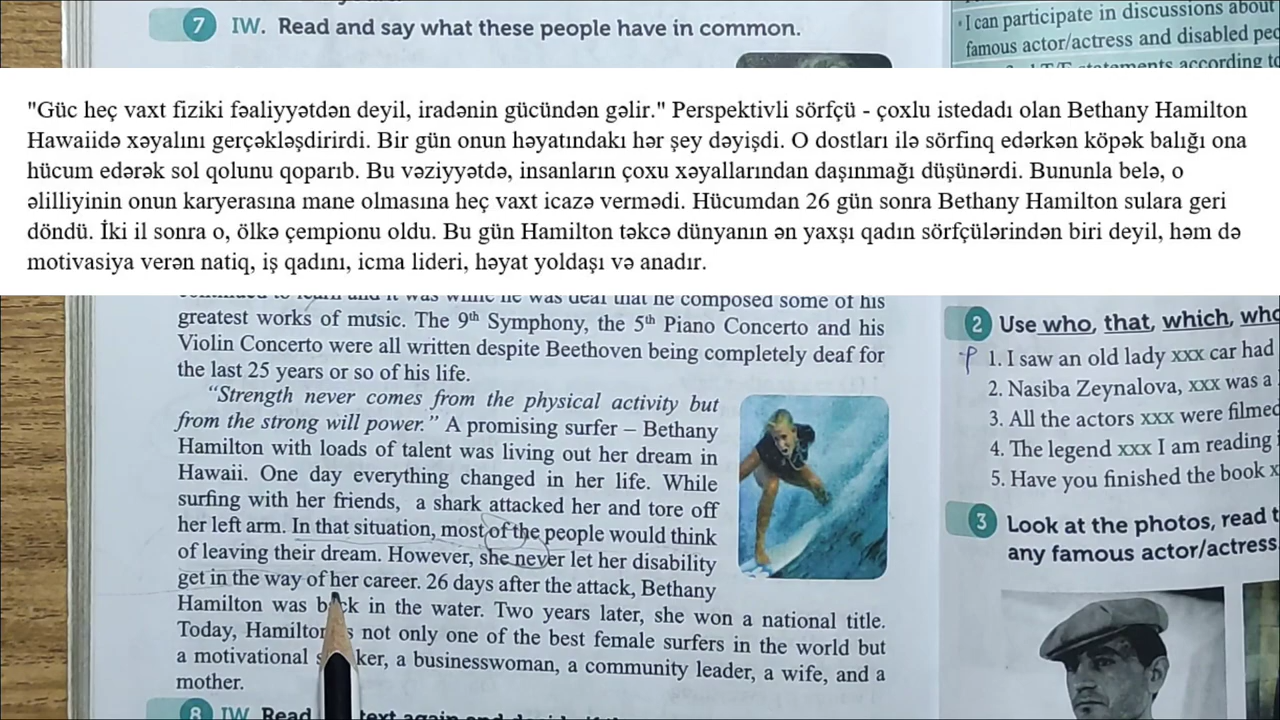 7 IW. Read and say what these people have in common.
• I can participate in discussions about
famous actor/actress and disabled
"Güc heç vaxt fiziki fəaliyyətdən deyil, iradənin gücündən gəlir." Perspektivli sörfçü - çoxlu istedadı olan Bethany Hamilton
Hawaiidə xəyalını gerçəkləşdirirdi. Bir gün onun həyatındakı hər şey dəyişdi. O dostları ilə sörfinq edərkən köpək balığı ona
hücum edərək sol qolunu qoparıb. Bu vəziyyətdə, insanların çoxu xəyallarından daşınmağı düşünərdi. Bununla belə, o
əlilliyinin onun karyerasına mane olmasına heç vaxt icazə vermədi. Hücumdan 26 gün sonra Bethany Hamilton sulara geri
döndü. İki il sonra o, ölkə çempionu oldu. Bu gün Hamilton təkcə dünyanın ən yaxşı qadın sörfçülərindən biri deyil, həm də
motivasiya verən natiq, iş qadını, icma lideri, həyat yoldaşı və anadır.
it was while he was deaf that he composed some of his
greatest works of music. The 9th Symphony, the 5th Piano Concerto and his
Violin Concerto were all written despite Beethoven being completely deaf for
the last 25 years or so of his life.
"Strength never comes from the physical activity but
from the strong will power." A promising surfer – Bethany
Hamilton with loads of talent was living out her dream in
Hawaii. One day everything changed in her life. While
surfing with her friends, a shark attacked her and tore off
her left arm. In that situation, most of the people would think
of leaving their dream. However, she never let her disability
get in the way of her career. 26 days after the attack, Bethany
Hamilton was back in the water. Two years later, she won a national title.
Today, Hamilton is not only one of the best female surfers in the world but
a motivational speaker, a businesswoman, a community leader, a wife, and a
mother.
8 IW. Read text again and
statements according to
2 Use who, that, which,
1. I saw an old lady xxx car had
2. Nasiba Zeynalova, xxx was a
3. All the actors xxx were filmed
4. The legend xxx I am reading
5. Have you finished the book
3 Look at the photos, read
any famous actor/actress